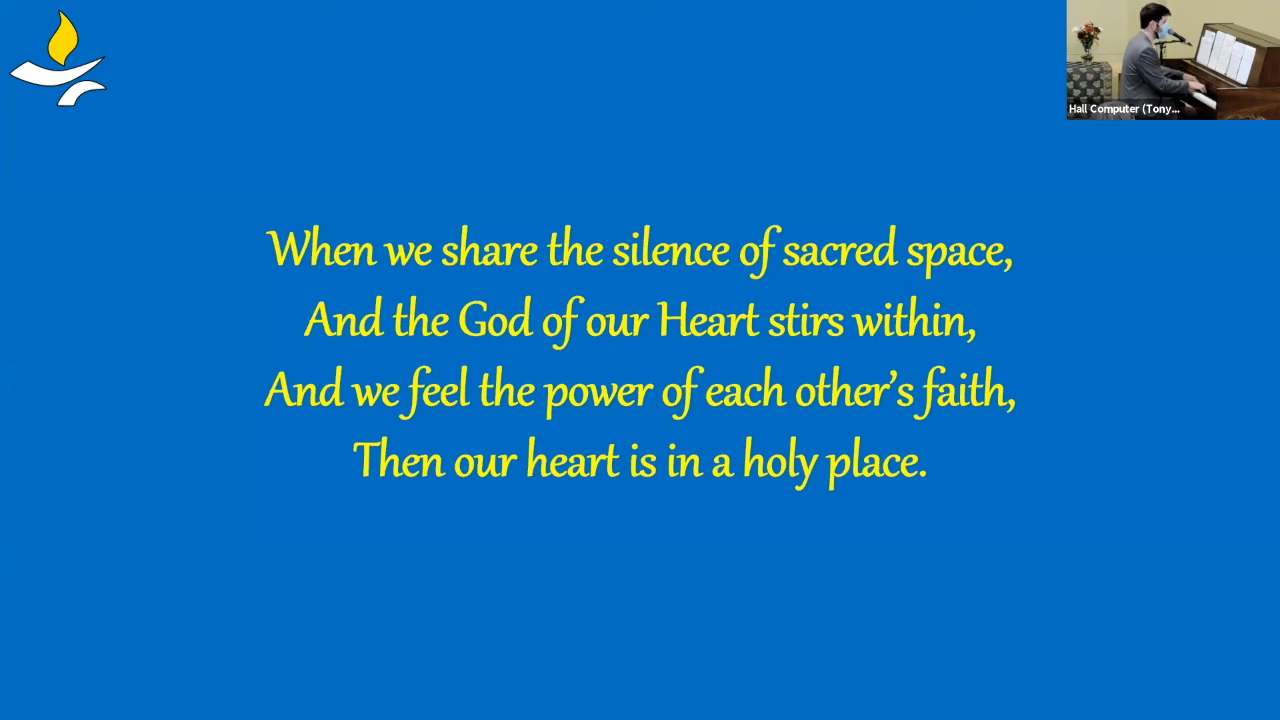 Hall Computer (Tony...
When we share the silence of sacred space,
And the God of our Heart stirs within,
And we feel the power of each other’s faith,
Then our heart is in a holy place.